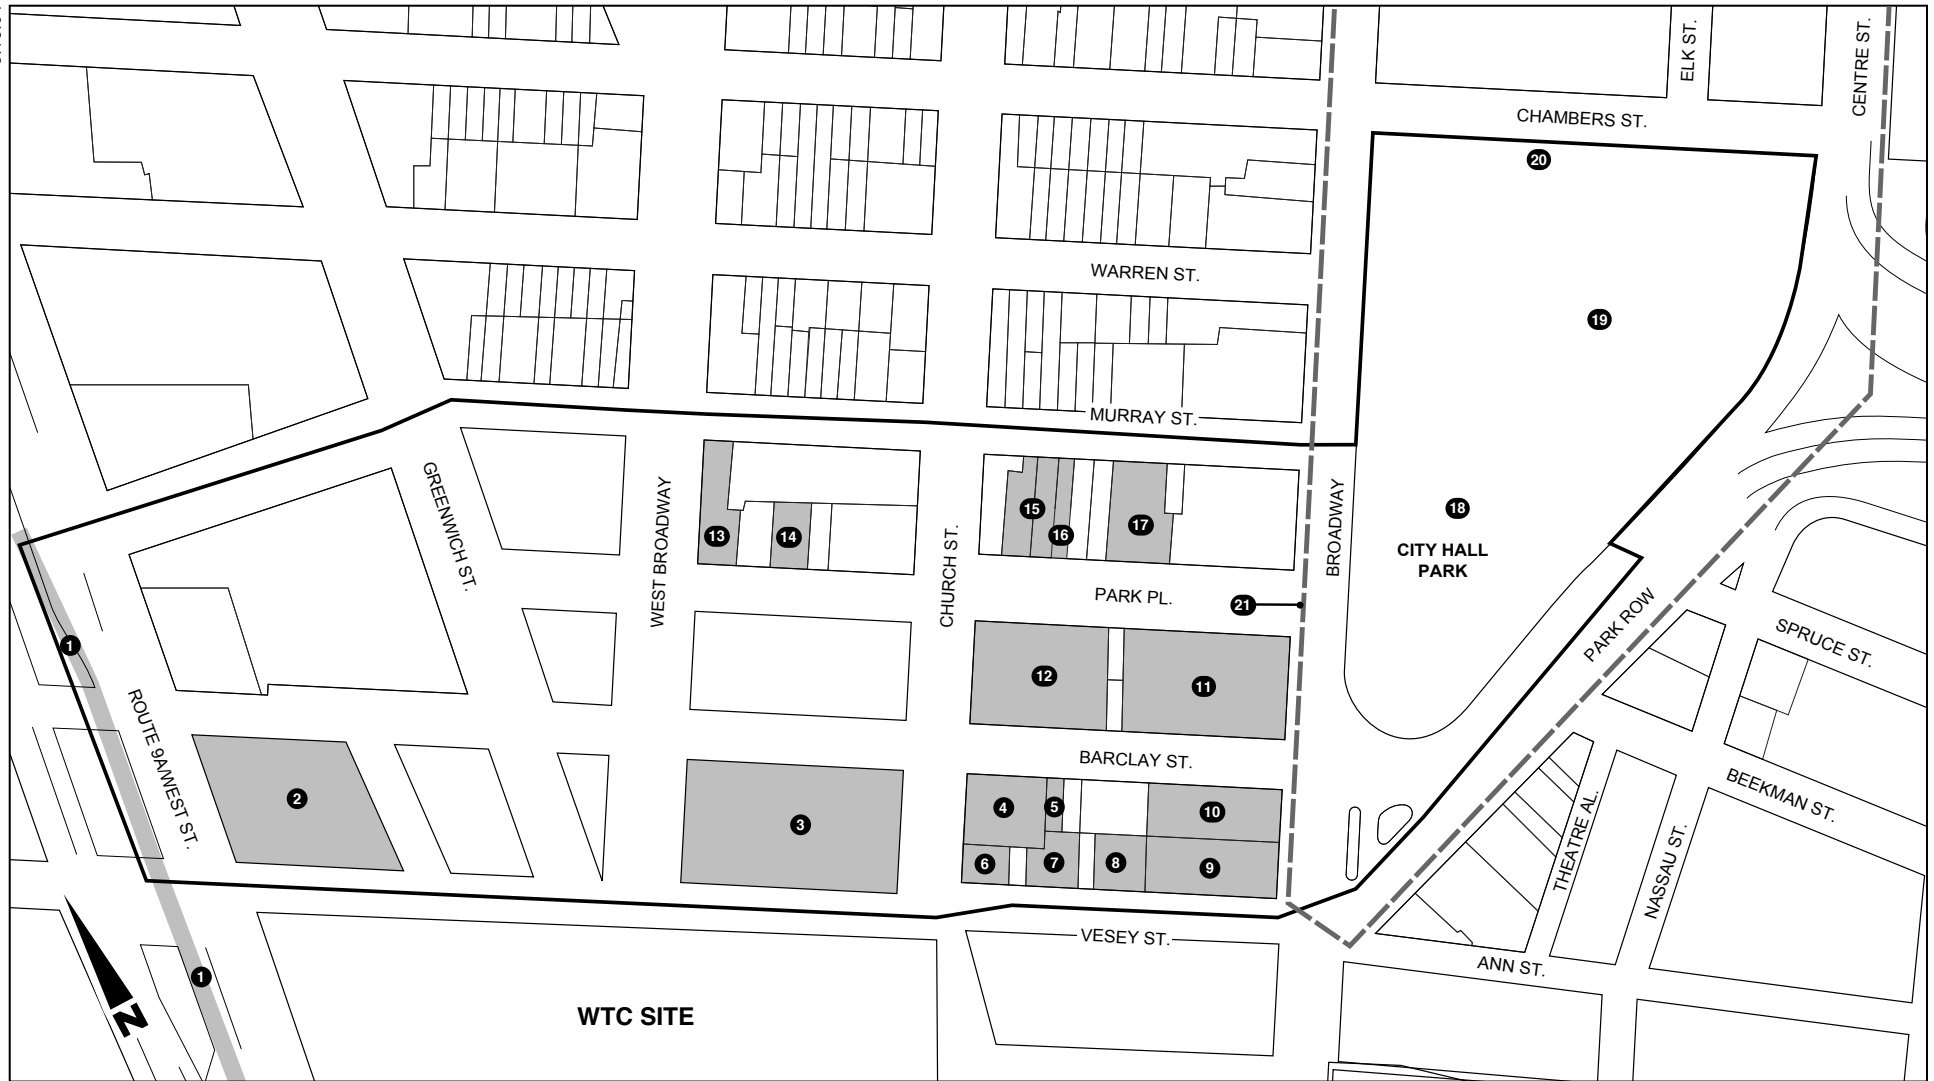 ELK ST.
CENTRE ST.
CHAMBERS ST.
20
WARREN ST.
19
MURRAY ST.
GREENWICH ST.
WEST BROADWAY
13
14
CHURCH ST.
15
16
17
BROADWAY
18
CITY HALL
PARK
PARK PL.
21
PARK ROW
SPRUCE ST.
1
ROUTE 9A/WEST ST.
12
11
BARCLAY ST.
2
3
4
5
6
7
8
9
10
THEATRE AL.
NASSAU ST.
BEEKMAN ST.
VESEY ST.
ANN ST.
1
N
WTC SITE